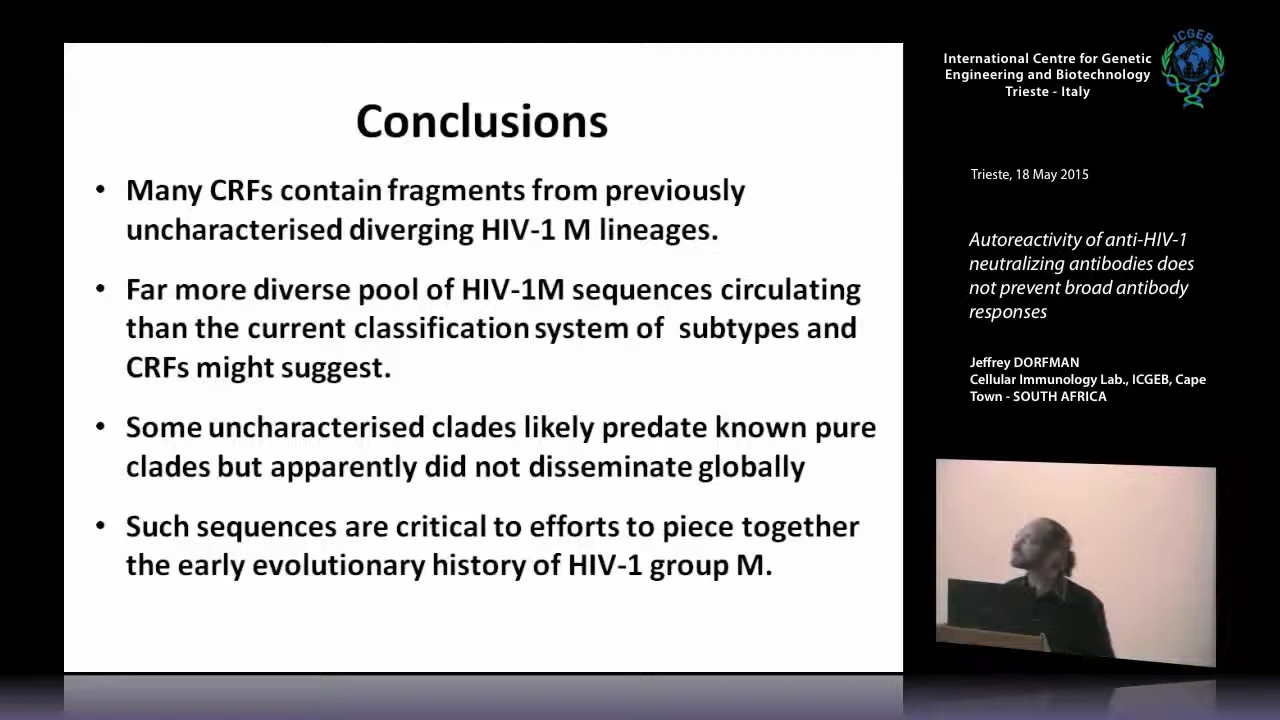 Conclusions
• Many CRFs contain fragments from previously
uncharacterised diverging HIV-1 M lineages.
• Far more diverse pool of HIV-1M sequences circulating
than the current classification system of subtypes and
CRFs might suggest.
• Some uncharacterised clades likely predate known pure
clades but apparently did not disseminate globally
• Such sequences are critical to efforts to piece together
the early evolutionary history of HIV-1 group M.
International Centre for Genetic
Engineering and Biotechnology
Trieste - Italy
ICGEB
Trieste, 18 May 2015
Autoreactivity of anti-HIV-1
neutralizing antibodies does
not prevent broad antibody
responses
Jeffrey DORFMAN
Cellular Immunology Lab., ICGEB, Cape
Town - SOUTH AFRICA